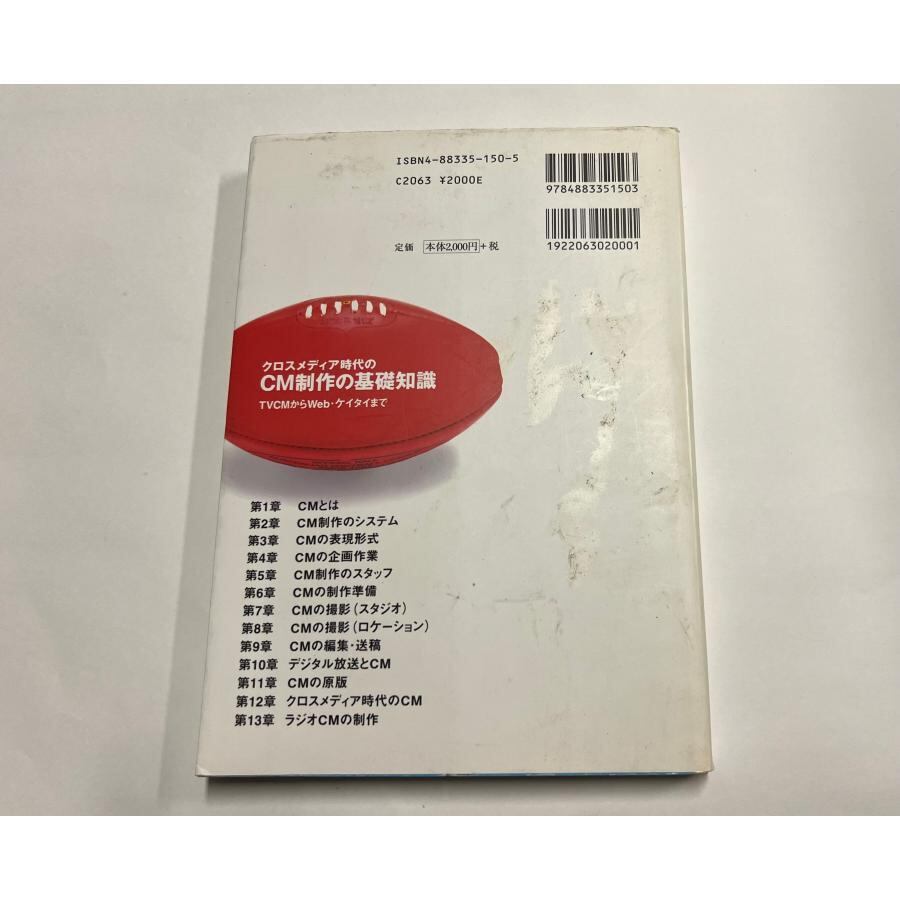 ISBN4-88335-150-5
C2063 ¥2000E
9784883351503
定価 本体2,000円+税
1922063020001
クロスメディア時代の
CM制作の基礎知識
TVCMからWeb・ケイタイまで
第1章 CMとは
第2章 CM制作のシステム
第3章 CMの表現形式
第4章 CMの企画作業
第5章 CM制作のスタッフ
第6章 CMの制作準備
第7章 CMの撮影(スタジオ)
第8章 CMの撮影(ロケーション)
第9章 CMの編集・送稿
第10章 デジタル放送とCM
第11章 CMの原版
第12章 クロスメディア時代のCM
第13章 ラジオCMの制作